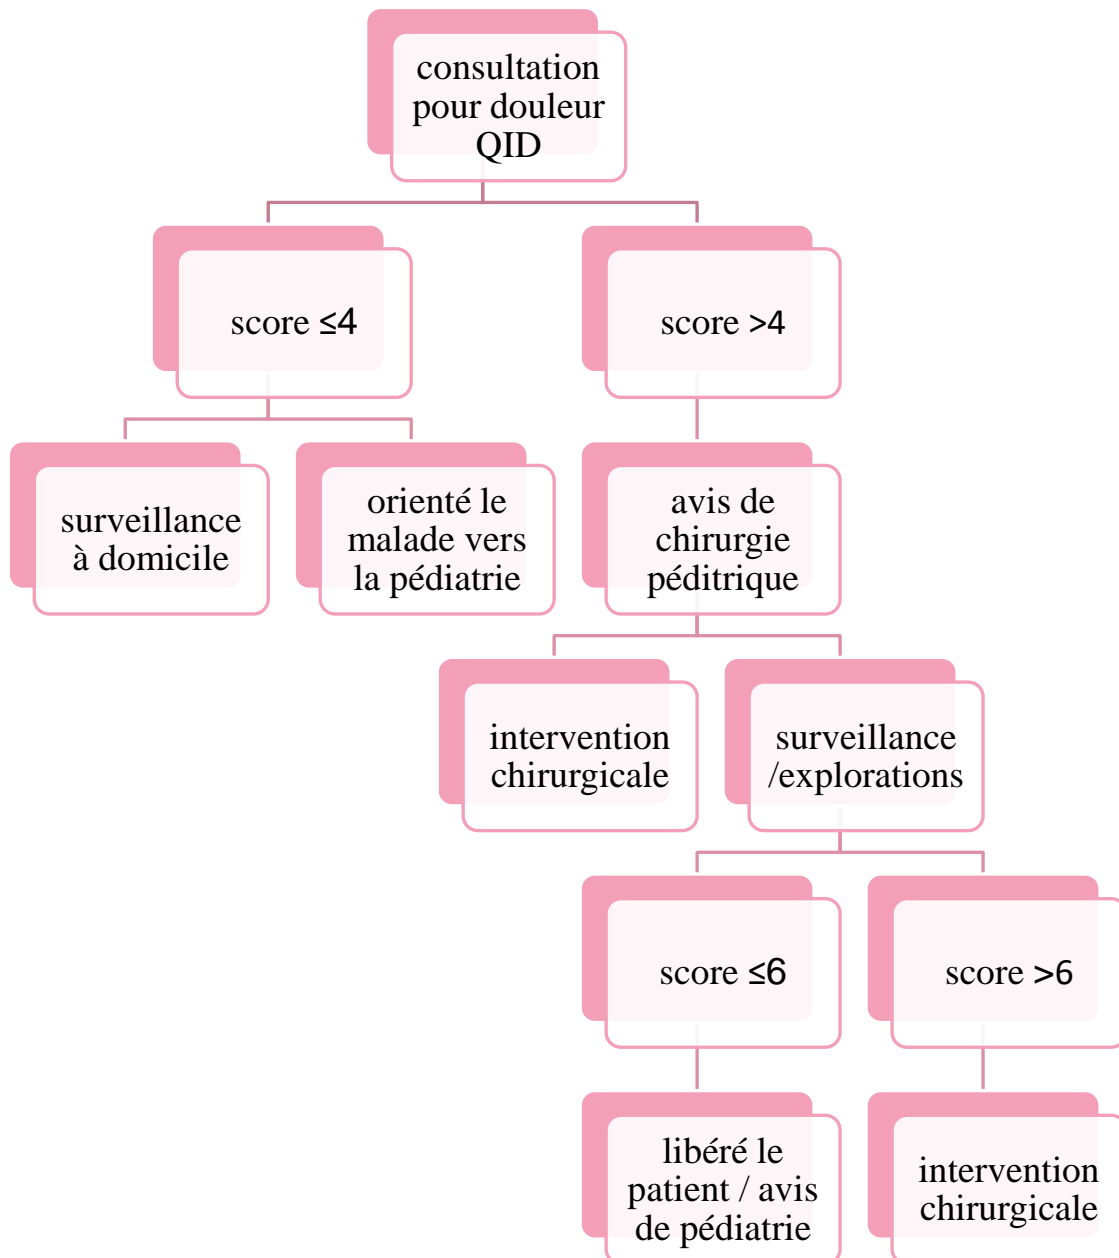 consultation
pour douleur
QID
score ≤4
score >4
surveillance
à domicile
orienté le
malade vers
la pédiatrie
avis de
chirurgie
péditrique
intervention
chirurgicale
surveillance
/explorations
score ≤6
score >6
libéré le
patient / avis
de pédiatrie
intervention
chirurgicale